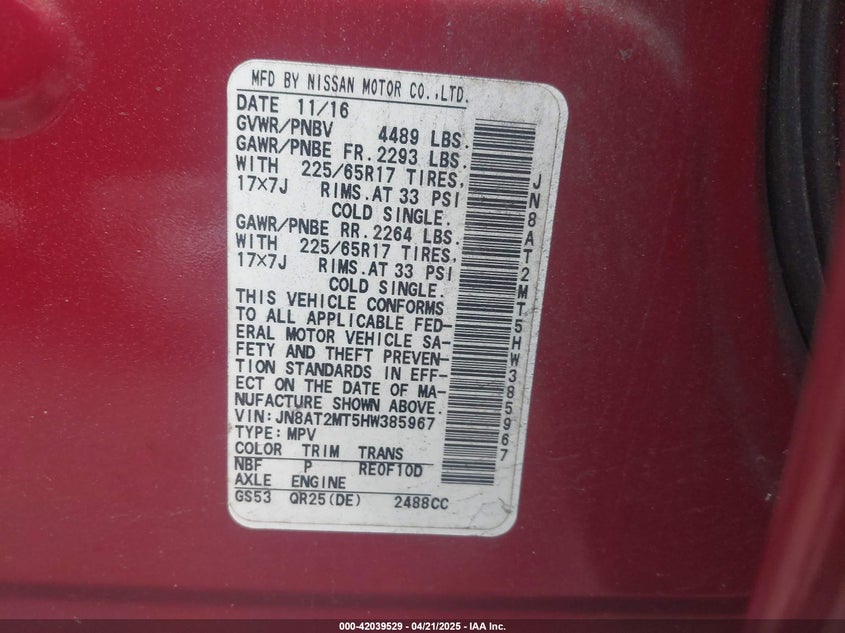 MFD BY NISSAN MOTOR CO.,LTD.
DATE 11/16
GVWR/PNBV 4489 LBS.
GAWR/PNBE FR.2293 LBS.
WITH 225/65R17 TIRES,
17×7J RIMS.AT 33 PSI
COLD SINGLE.
GAWR/PNBE RR.2264 LBS.
WITH 225/65R17 TIRES,
17×7J RIMS.AT 33 PSI
COLD SINGLE.
THIS VEHICLE CONFORMS
TO ALL APPLICABLE FED-
ERAL MOTOR VEHICLE SA-
FETY AND THEFT PREVEN-
TION STANDARDS IN EFF-
ECT ON THE DATE OF MA-
NUFACTURE SHOWN ABOVE.
VIN:JN8AT2MT5HW385967
TYPE:MPV
COLOR TRIM TRANS
NBF P RE0F10D
AXLE ENGINE
GS53 QR25(DE) 2488CC
JN8AT2MT5HW385967
000-42039529 - 04/21/2025 - IAA Inc.